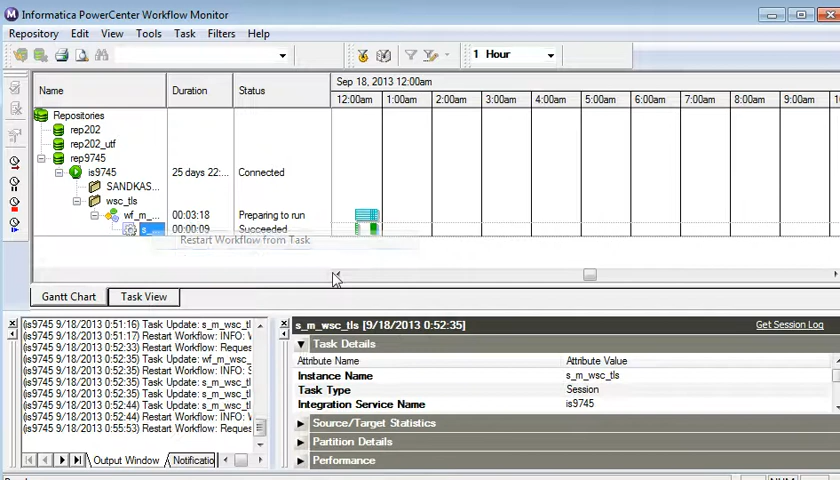 Informatica PowerCenter Workflow Monitor
Repository Edit View Tools Task Filters Help
1 Hour
Name Duration Status Sep 18, 2013 12:00am
12:00am 1:00am 2:00am 3:00am 4:00am 5:00am 6:00am 7:00am 8:00am 9:00am
Repositories
rep202
rep202_utf
rep9745
is9745 25 days 22:... Connected
SANDKAS...
wsc_tls
wf_m_... 00:03:18 Preparing to run
s_... 00:00:09 Succeeded
Restart Workflow from Task
Gantt Chart Task View
(is9745 9/18/2013 0:51:16) Task Update: s_m_wsc_tl
(is9745 9/18/2013 0:51:17) Restart Workflow: INFO: W
(is9745 9/18/2013 0:52:33) Restart Workflow: Reques
(is9745 9/18/2013 0:52:35) Task Update: wf_m_wsc_
(is9745 9/18/2013 0:52:35) Restart Workflow: INFO: S
(is9745 9/18/2013 0:52:35) Task Update: s_m_wsc_tl
(is9745 9/18/2013 0:52:44) Task Update: s_m_wsc_tl
(is9745 9/18/2013 0:52:44) Restart Workflow: INFO: W
(is9745 9/18/2013 0:55:53) Restart Workflow: Reques
Output Window Notificatio
s_m_wsc_tls [9/18/2013 0:52:35] Get Session Log
Task Details
Attribute Name Attribute Value
Instance Name s_m_wsc_tls
Task Type Session
Integration Service Name is9745
Source/Target Statistics
Partition Details
Performance